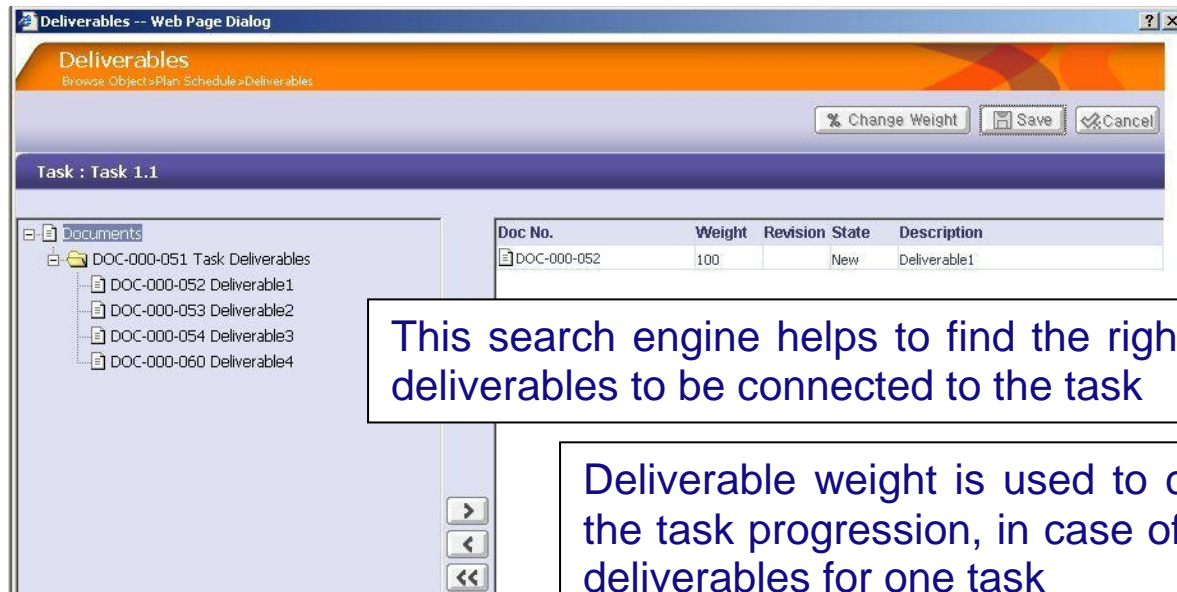 Deliverables -- Web Page Dialog
Deliverables
Browse Object>Plan Schedule>Deliverables
% Change Weight Save Cancel
Task : Task 1.1
Documents
DOC-000-051 Task Deliverables
DOC-000-052 Deliverable1
DOC-000-053 Deliverable2
DOC-000-054 Deliverable3
DOC-000-060 Deliverable4
Doc No. Weight Revision State Description
DOC-000-052 100 New Deliverable1
This search engine helps to find the righ
deliverables to be connected to the task
Deliverable weight is used to
the task progression, in case of
deliverables for one task